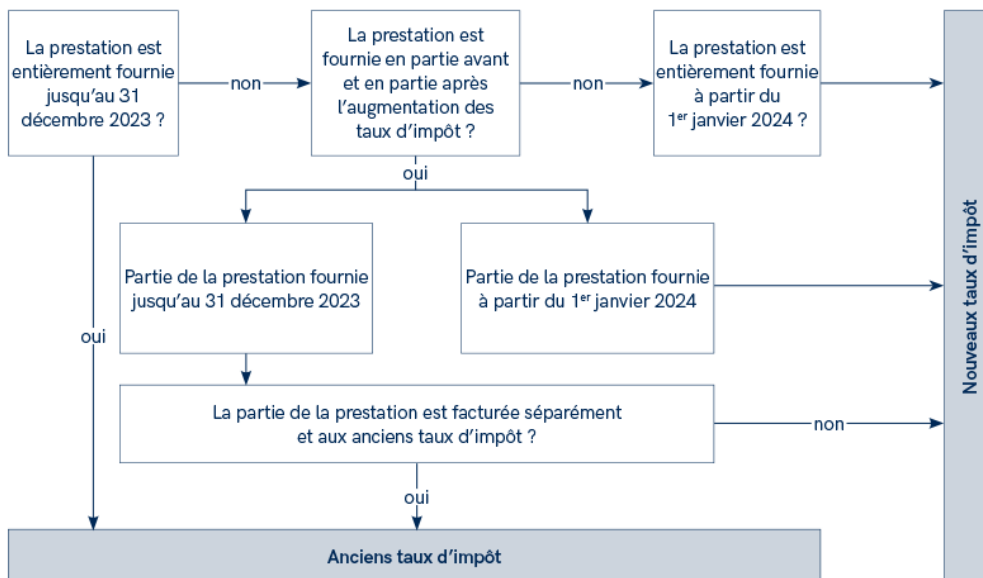 La prestation est
entièrement fournie
jusqu'au 31
décembre 2023 ?
non
La prestation est
fournie en partie avant
et en partie après
l'augmentation des
taux d'impôt ?
non
La prestation est
entièrement fournie
à partir du
1er janvier 2024 ?
oui
Partie de la prestation fournie
jusqu'au 31 décembre 2023
Partie de la prestation fournie
à partir du 1er janvier 2024
oui
La partie de la prestation est facturée séparément
et aux anciens taux d'impôt ?
non
oui
Anciens taux d'impôt
Nouveaux taux d'impôt